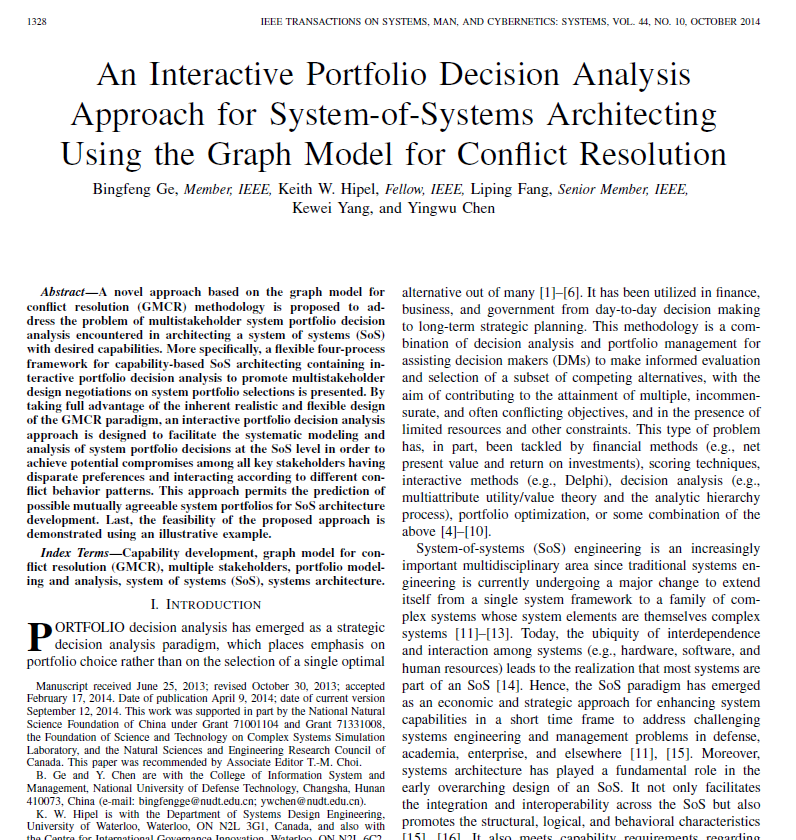 1328
IEEE TRANSACTIONS ON SYSTEMS, MAN, AND CYBERNETICS: SYSTEMS, VOL. 44, NO. 10, OCTOBER 2014
An Interactive Portfolio Decision Analysis
Approach for System-of-Systems Architecting
Using the Graph Model for Conflict Resolution
Bingfeng Ge, Member, IEEE, Keith W. Hipel, Fellow, IEEE, Liping Fang, Senior Member, IEEE,
Kewei Yang, and Yingwu Chen
Abstract—A novel approach based on the graph model for
conflict resolution (GMCR) methodology is proposed to ad-
dress the problem of multistakeholder system portfolio decision
analysis encountered in architecting a system of systems (SoS)
with desired capabilities. More specifically, a flexible four-process
framework for capability-based SoS architecting containing in-
teractive portfolio decision analysis to promote multistakeholder
design negotiations on system portfolio selections is presented. By
taking full advantage of the inherent realistic and flexible design
of the GMCR paradigm, an interactive portfolio decision analysis
approach is designed to facilitate the systematic modeling and
analysis of system portfolio decisions at the SoS level in order to
achieve potential compromises among all key stakeholders having
disparate preferences and interacting according to different con-
flict behavior patterns. This approach permits the prediction of
possible mutually agreeable system portfolios for SoS architecture
development. Last, the feasibility of the proposed approach is
demonstrated using an illustrative example.
Index Terms—Capability development, graph model for con-
flict resolution (GMCR), multiple stakeholders, portfolio model-
ing and analysis, system of systems (SoS), systems architecture.
I. INTRODUCTION
PORTFOLIO decision analysis has emerged as a strategic
decision analysis paradigm, which places emphasis on
portfolio choice rather than on the selection of a single optimal
Manuscript received June 25, 2013; revised October 30, 2013; accepted
February 17, 2014. Date of publication April 9, 2014; date of current version
September 12, 2014. This work was supported in part by the National Natural
Science Foundation of China under Grant 71001104 and Grant 71331008,
the Foundation of Science and Technology on Complex Systems Simulation
Laboratory, and the Natural Sciences and Engineering Research Council of
Canada. This paper was recommended by Associate Editor T.-M. Choi.
B. Ge and Y. Chen are with the College of Information System and
Management, National University of Defense Technology, Changsha, Hunan
410073, China (e-mail: bingfengge@nudt.edu.cn; ywchen@nudt.edu.cn).
K. W. Hipel is with the Department of Systems Design Engineering,
University of Waterloo, Waterloo, ON N2L 3G1, Canada, and also with
the Centre for International Governance Innovation, Waterloo, ON N2L 6C2,
alternative out of many [1]–[6]. It has been utilized in finance,
business, and government from day-to-day decision making
to long-term strategic planning. This methodology is a com-
bination of decision analysis and portfolio management for
assisting decision makers (DMs) to make informed evaluation
and selection of a subset of competing alternatives, with the
aim of contributing to the attainment of multiple, incommen-
surate, and often conflicting objectives, and in the presence of
limited resources and other constraints. This type of problem
has, in part, been tackled by financial methods (e.g., net
present value and return on investments), scoring techniques,
interactive methods (e.g., Delphi), decision analysis (e.g.,
multiattribute utility/value theory and the analytic hierarchy
process), portfolio optimization, or some combination of the
above [4]–[10].
System-of-systems (SoS) engineering is an increasingly
important multidisciplinary area since traditional systems en-
gineering is currently undergoing a major change to extend
itself from a single system framework to a family of com-
plex systems whose system elements are themselves complex
systems [11]–[13]. Today, the ubiquity of interdependence
and interaction among systems (e.g., hardware, software, and
human resources) leads to the realization that most systems are
part of an SoS [14]. Hence, the SoS paradigm has emerged
as an economic and strategic approach for enhancing system
capabilities in a short time frame to address challenging
systems engineering and management problems in defense,
academia, enterprise, and elsewhere [11], [15]. Moreover,
systems architecture has played a fundamental role in the
early overarching design of an SoS. It not only facilitates
the integration and interoperability across the SoS but also
promotes the structural, logical, and behavioral characteristics
[15], [16]. It also meets capability requirements regarding